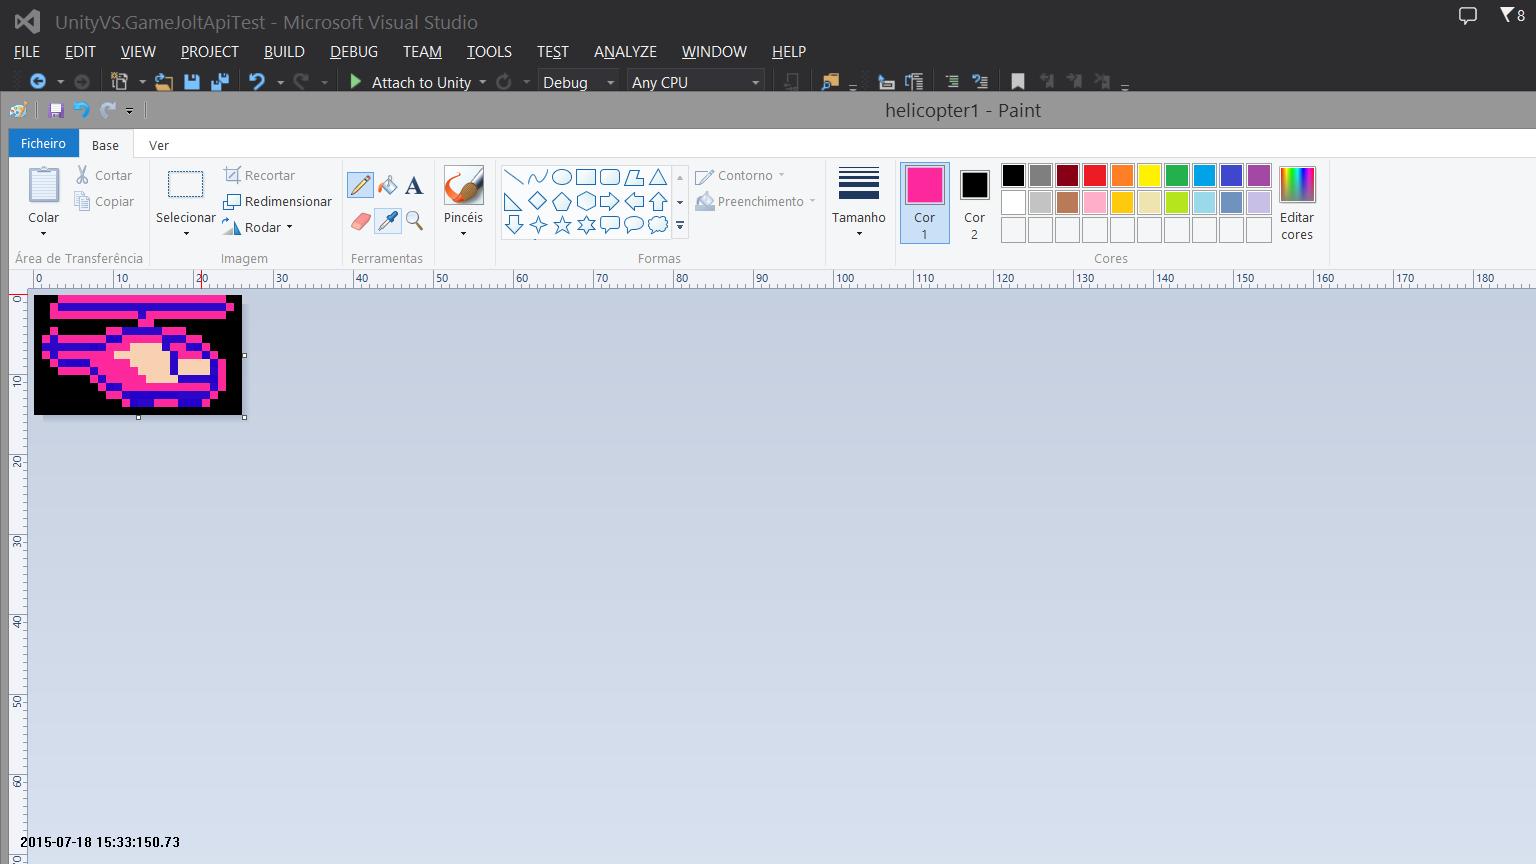 UnityVS.GameJoltApiTest - Microsoft Visual Studio
8
FILE EDIT VIEW PROJECT BUILD DEBUG TEAM TOOLS TEST ANALYZE WINDOW HELP
Attach to Unity Debug Any CPU
helicopter1 - Paint
Ficheiro Base Ver
Colar
Cortar
Copiar
Área de Transferência
Selecionar
Recortar
Redimensionar
Rodar
Imagem
A
Ferramentas
Pincéis
Contorno
Preenchimento
Formas
Tamanho
Cor
1
Cor
2
Editar
cores
Cores
0 10 20 30 40 50 60 70 80 90 100 110 120 130 140 150 160 170 180
0
10
20
30
40
50
60
70
2015-07-18 15:33:150.73